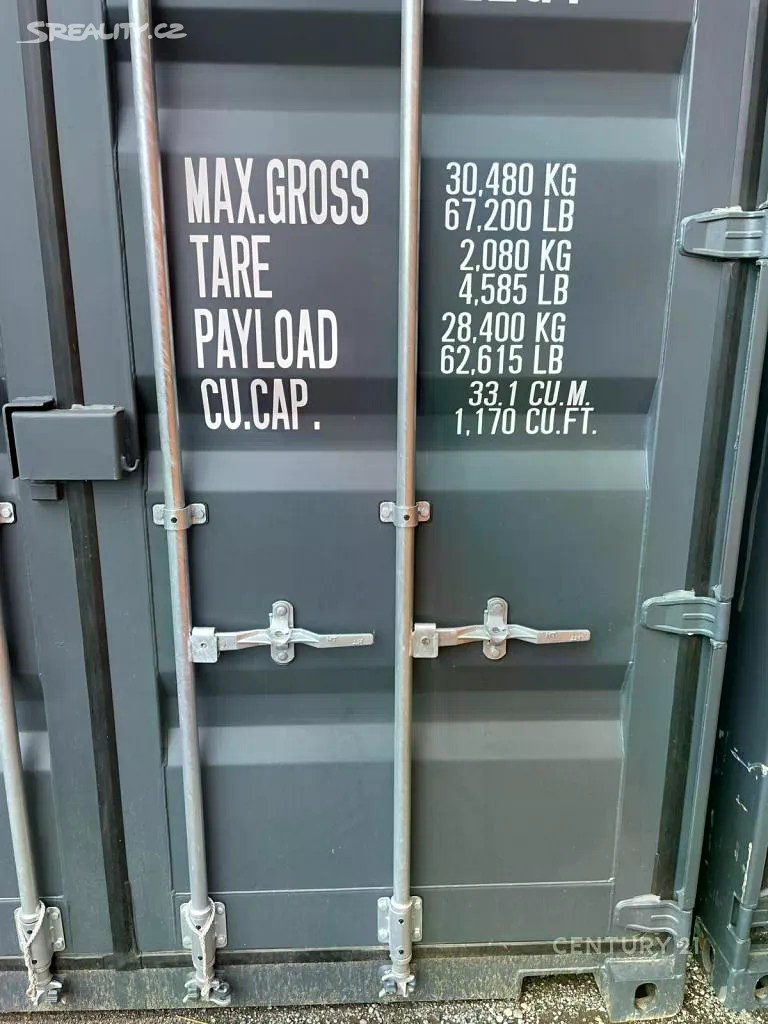 SREALITY.CZ
MAX.GROSS 30,480 KG
67,200 LB
TARE 2,080 KG
4,585 LB
PAYLOAD 28,400 KG
62,615 LB
CU.CAP. 33.1 CU.M.
1,170 CU.FT.
CENTURY 21